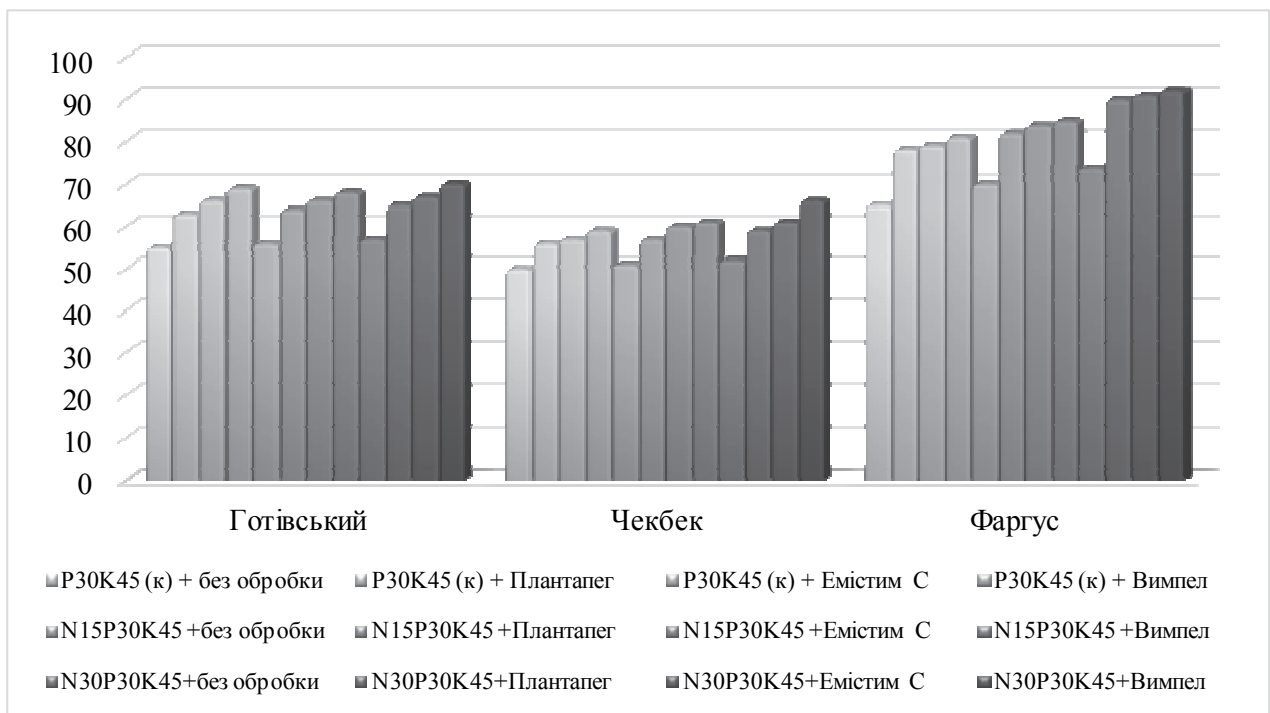 100
90
80
70
60
50
40
30
20
10
0
Готівський Чекбек Фаргус
P30K45 (к) + без обробки P30K45 (к) + Плантапег P30K45 (к) + Емістим С P30K45 (к) + Вимпел
N15P30K45 +без обробки N15P30K45 +Плантапег N15P30K45 +Емістим С N15P30K45 +Вимпел
N30P30K45+без обробки N30P30K45+Плантапег N30P30K45+Емістим С N30P30K45+Вимпел